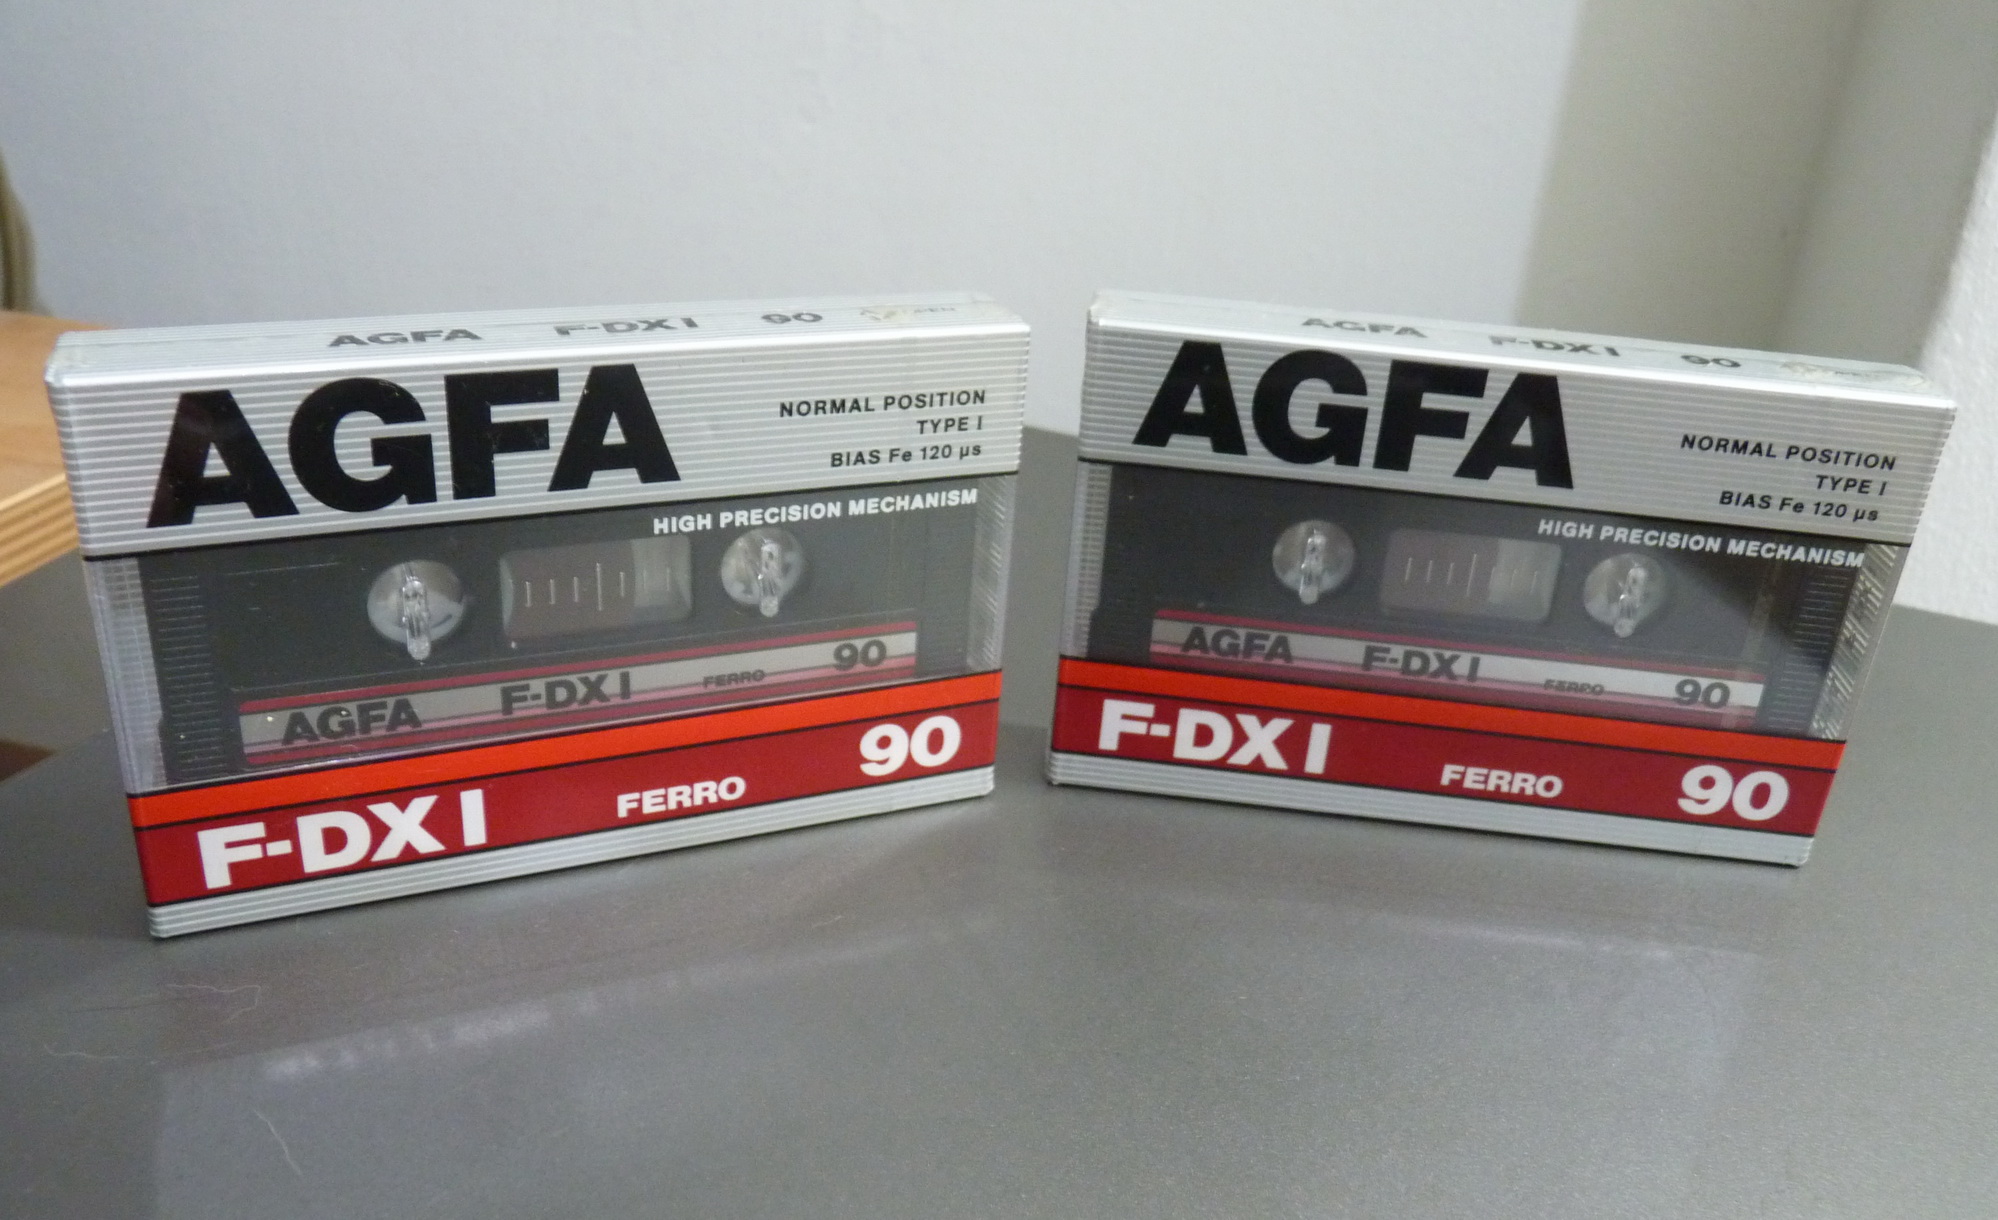 AGFA F-DX I 90
AGFA
NORMAL POSITION
TYPE I
BIAS Fe 120 µs
HIGH PRECISION MECHANISM
AGFA F-DX I FERRO 90
F-DX I FERRO 90
AGFA F-DX I 90
AGFA
NORMAL POSITION
TYPE I
BIAS Fe 120 µs
HIGH PRECISION MECHANISM
AGFA F-DX I FERRO 90
F-DX I FERRO 90